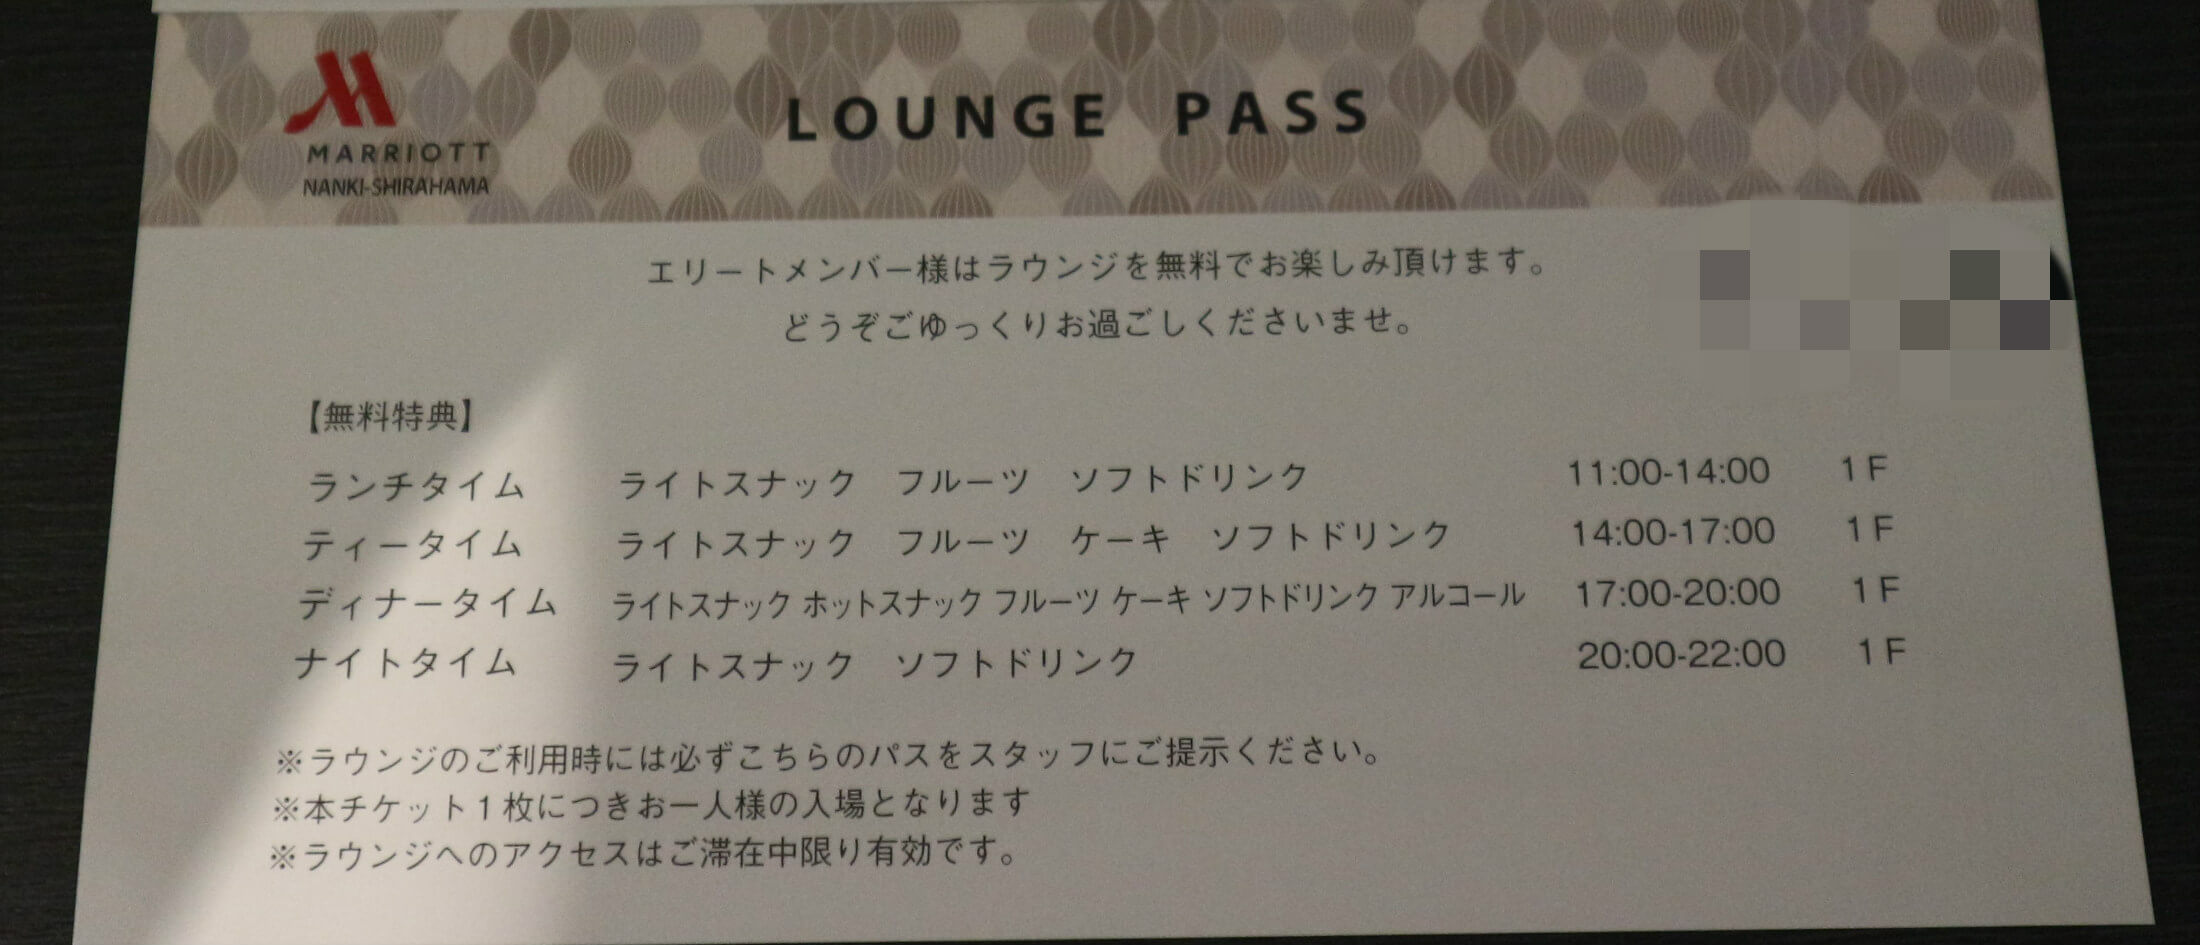 LOUNGE PASS
MARRIOTT
NANKI-SHIRAHAMA
エリートメンバー様はラウンジを無料でお楽しみ頂けます。
どうぞごゆっくりお過ごしくださいませ。
【無料特典】
ランチタイム ライトスナック フルーツ ソフトドリンク 11:00-14:00 1F
ティータイム ライトスナック フルーツ ケーキ ソフトドリンク 14:00-17:00 1F
ディナータイム ライトスナック ホットスナック フルーツ ケーキ ソフトドリンク アルコール 17:00-20:00 1F
ナイトタイム ライトスナック ソフトドリンク 20:00-22:00 1F
※ラウンジのご利用時には必ずこちらのパスをスタッフにご提示ください。
※本チケット１枚につきお一人様の入場となります
※ラウンジへのアクセスはご滞在中限り有効です。